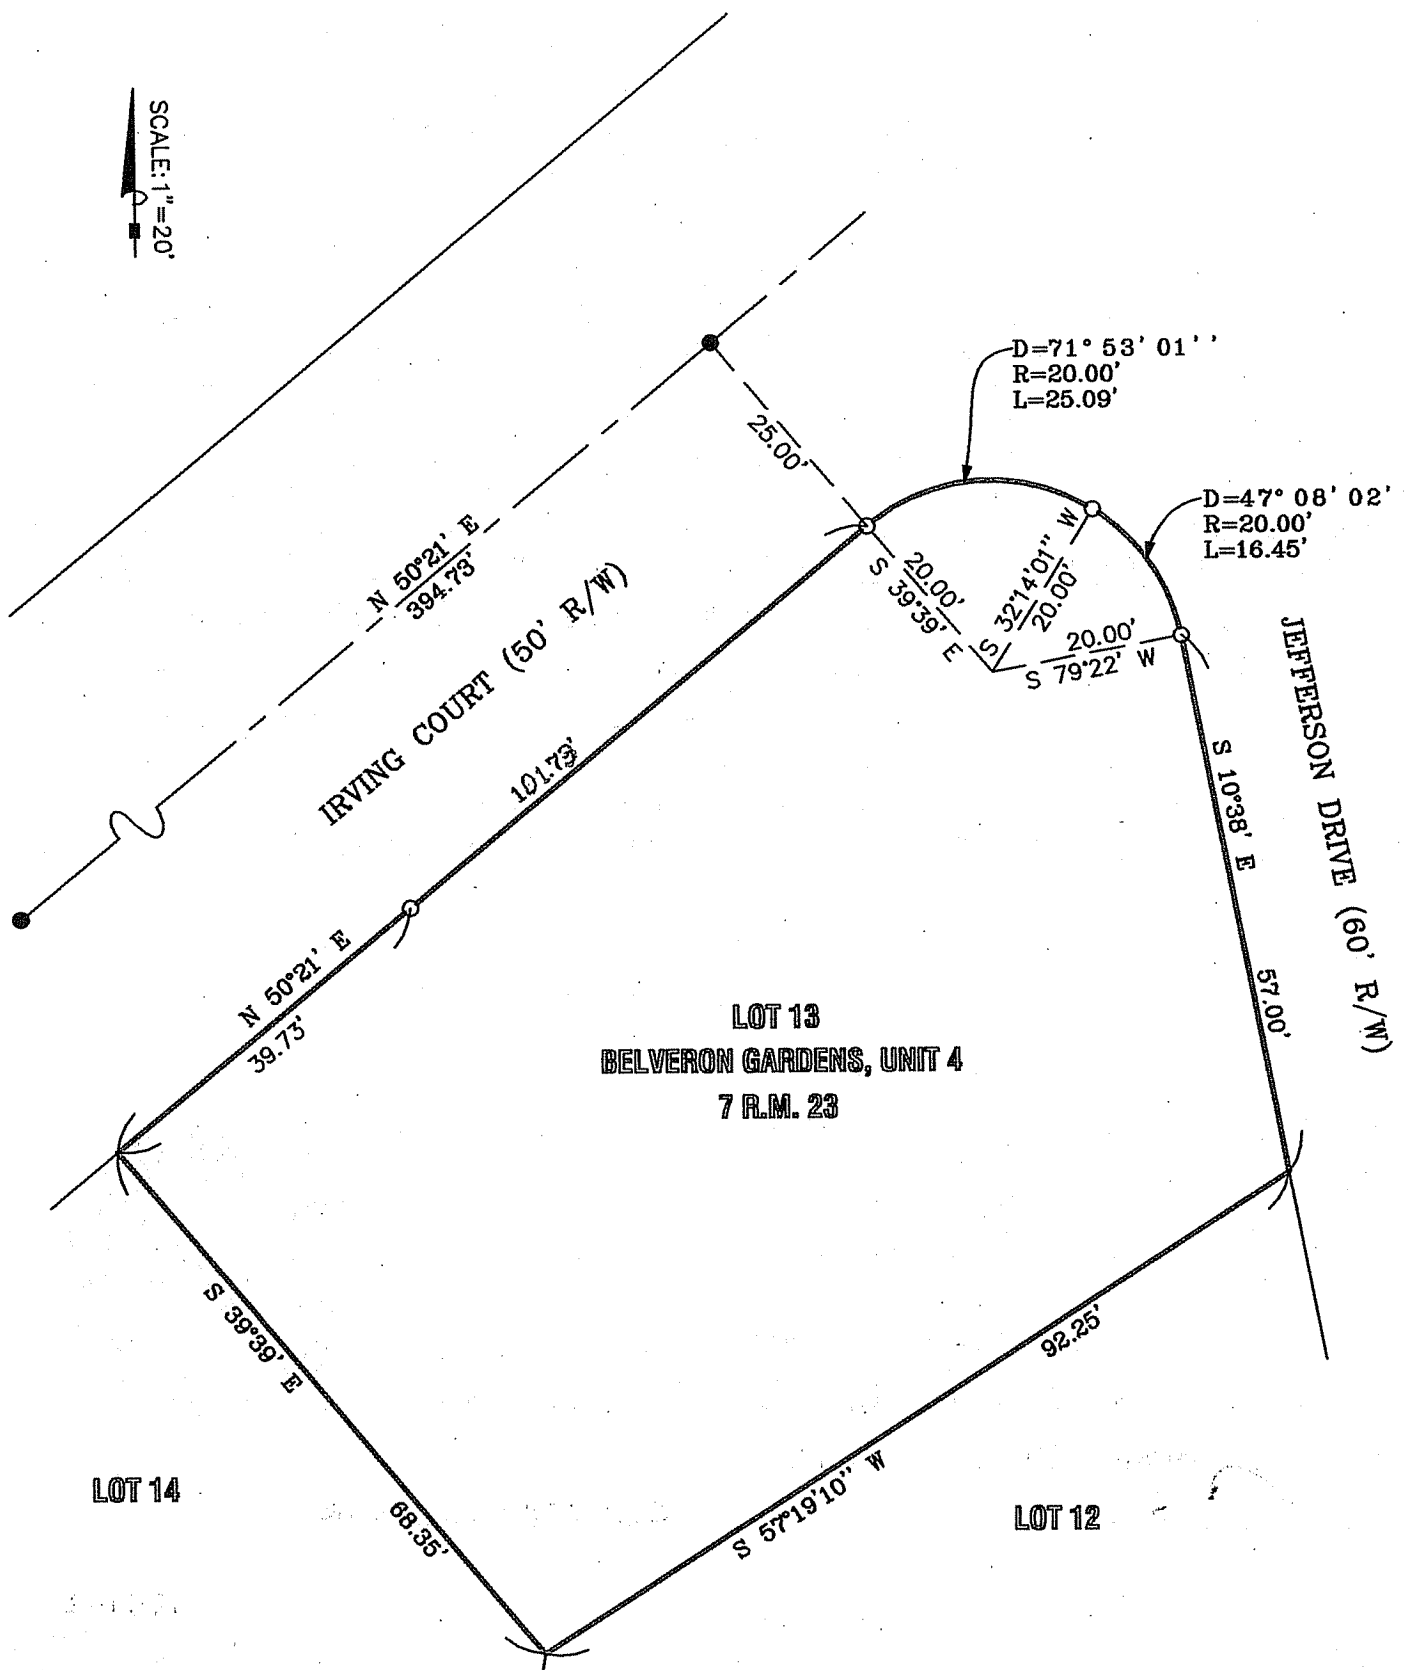 SCALE: 1"=20'
D=71° 53' 01''
R=20.00'
L=25.09'
25.00'
D=47° 08' 02'
R=20.00'
L=16.45'
N 50°21' E
394.73'
20.00'
S 39°39' E
S 32°14'01" W
20.00'
20.00'
S 79°22' W
IRVING COURT (50' R/W)
JEFFERSON DRIVE (60' R/W)
101.73'
S 10°38' E
57.00'
N 50°21' E
39.73'
LOT 13
BELVERON GARDENS, UNIT 4
7 R.M. 23
S 39°39' E
68.35'
92.25'
S 57°19'10" W
LOT 14
LOT 12